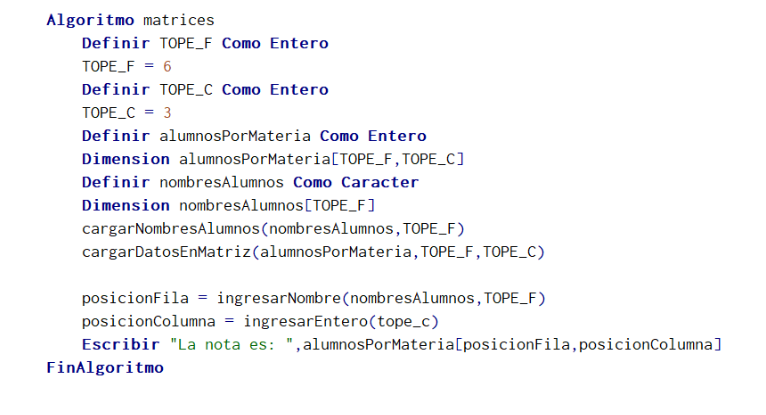 Algoritmo matrices
Definir TOPE_F Como Entero
TOPE_F = 6
Definir TOPE_C Como Entero
TOPE_C = 3
Definir alumnosPorMateria Como Entero
Dimension alumnosPorMateria[TOPE_F,TOPE_C]
Definir nombresAlumnos Como Caracter
Dimension nombresAlumnos[TOPE_F]
cargarNombresAlumnos(nombresAlumnos,TOPE_F)
cargarDatosEnMatriz(alumnosPorMateria,TOPE_F,TOPE_C)
posicionFila = ingresarNombre(nombresAlumnos,TOPE_F)
posicionColumna = ingresarEntero(tope_c)
Escribir "La nota es: ",alumnosPorMateria[posicionFila,posicionColumna]
FinAlgoritmo